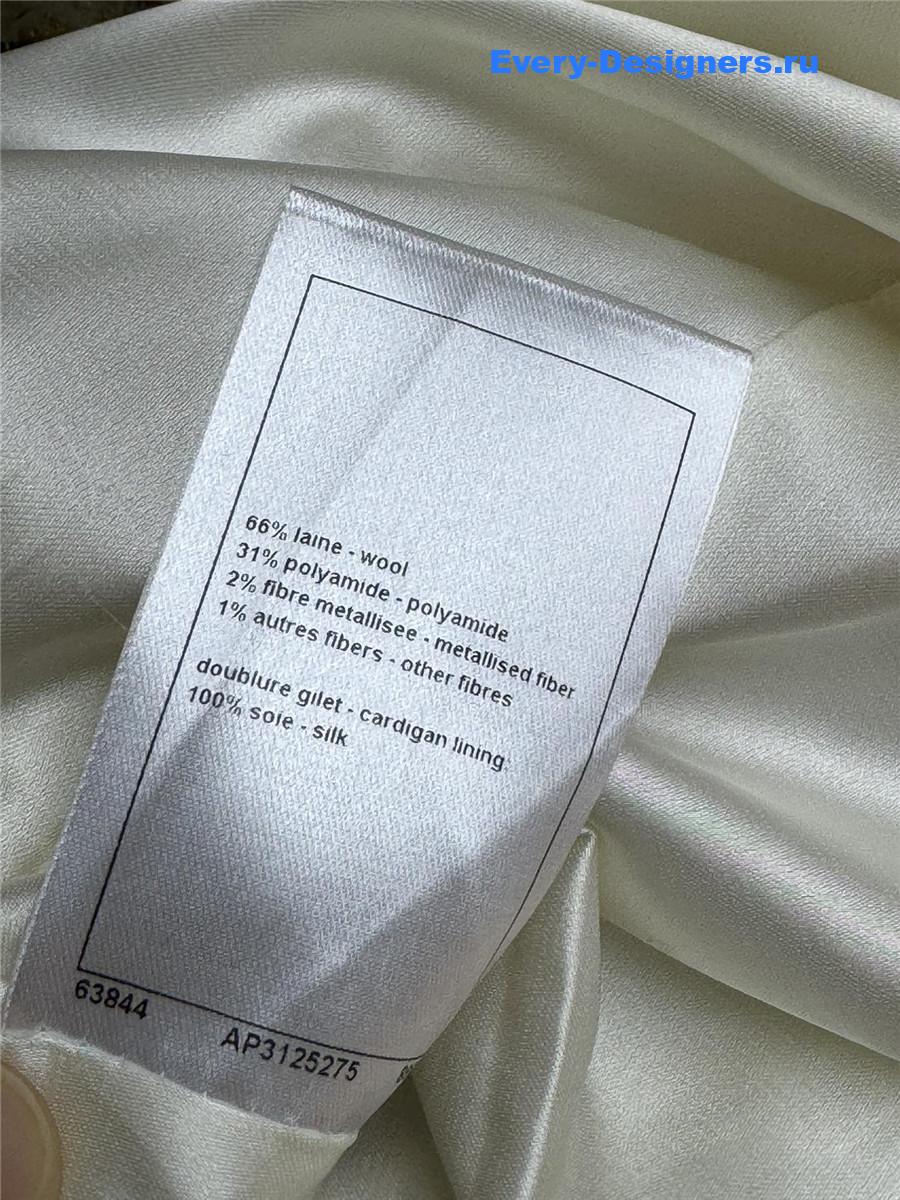 Every-Designers.ru
66% laine - wool
31% polyamide - polyamide
2% fibre metallisee - metallised fiber
1% autres fibers - other fibres
doublure gilet - cardigan lining
100% soie - silk
63844
AP3125275